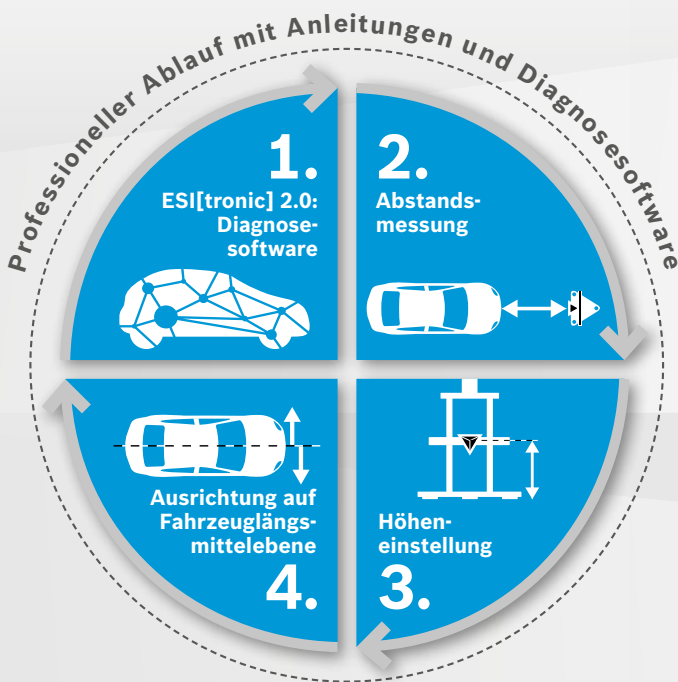 Professioneller Ablauf mit Anleitungen und Diagnosesoftware
1.
ESI[tronic] 2.0:
Diagnose-
software
2.
Abstands-
messung
Höhen-
einstellung
3.
Ausrichtung auf
Fahrzeuglängs-
mittelebene
4.